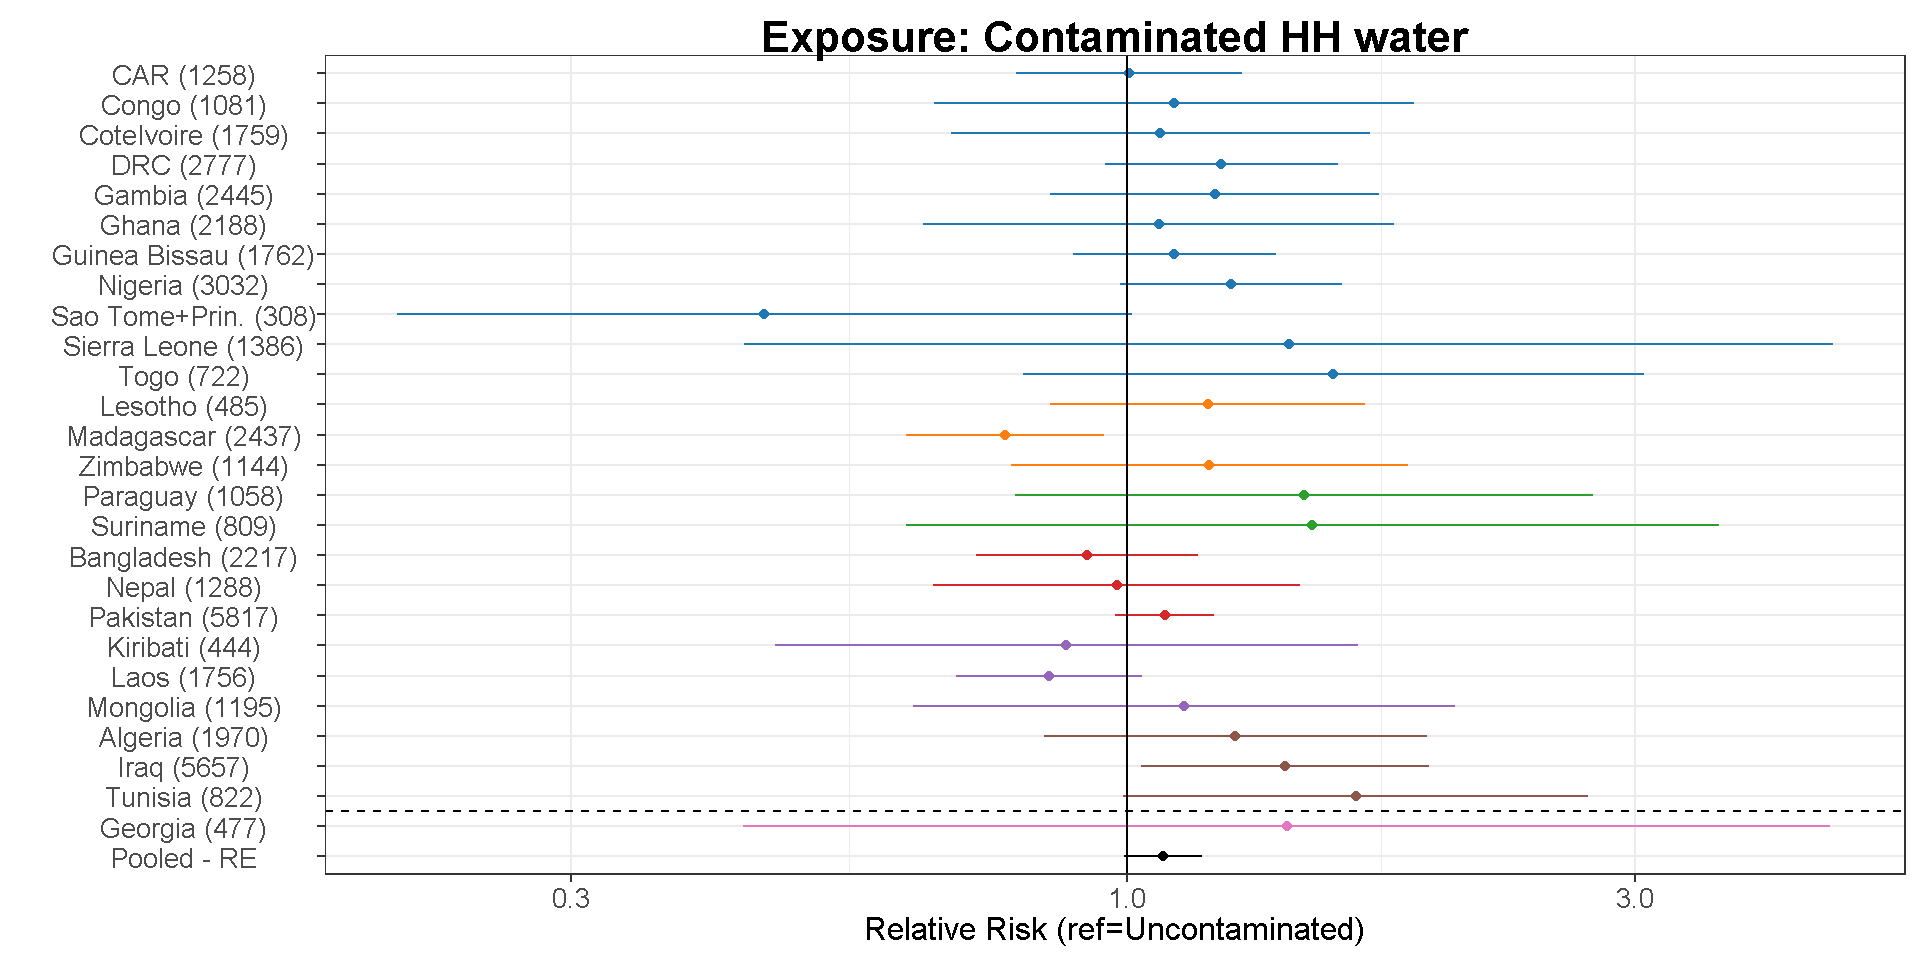 Exposure: Contaminated HH water
CAR (1258)
Congo (1081)
CoteIvoire (1759)
DRC (2777)
Gambia (2445)
Ghana (2188)
Guinea Bissau (1762)
Nigeria (3032)
Sao Tome+Prin. (308)
Sierra Leone (1386)
Togo (722)
Lesotho (485)
Madagascar (2437)
Zimbabwe (1144)
Paraguay (1058)
Suriname (809)
Bangladesh (2217)
Nepal (1288)
Pakistan (5817)
Kiribati (444)
Laos (1756)
Mongolia (1195)
Algeria (1970)
Iraq (5657)
Tunisia (822)
Georgia (477)
Pooled - RE
0.3 1.0 3.0
Relative Risk (ref=Uncontaminated)